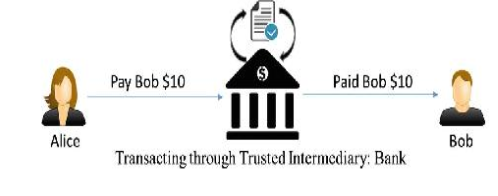 $
Pay Bob $10
Paid Bob $10
Alice
Bob
Transacting through Trusted Intermediary: Bank